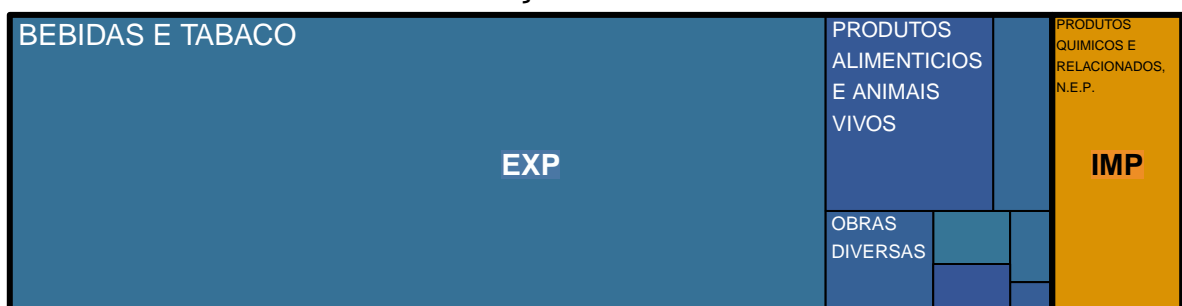 BEBIDAS E TABACO
PRODUTOS
ALIMENTICIOS
E ANIMAIS
VIVOS
PRODUTOS
QUIMICOS E
RELACIONADOS,
N.E.P.
EXP
IMP
OBRAS
DIVERSAS